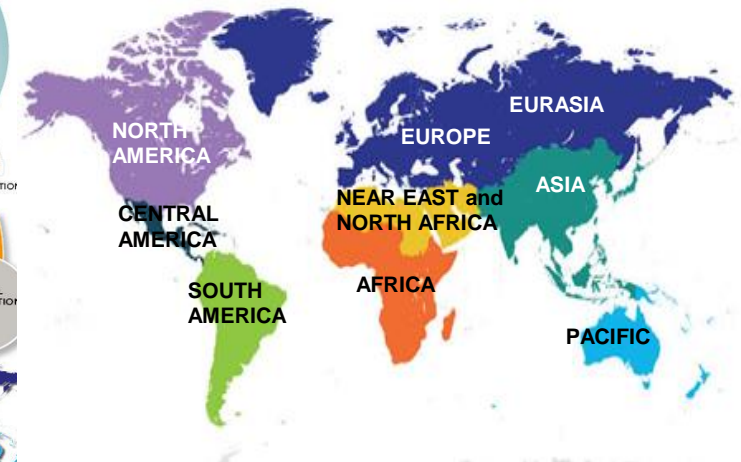 EURASIA
NORTH
AMERICA
EUROPE
ASIA
NEAR EAST and
NORTH AFRICA
CENTRAL
AMERICA
AFRICA
SOUTH
AMERICA
PACIFIC